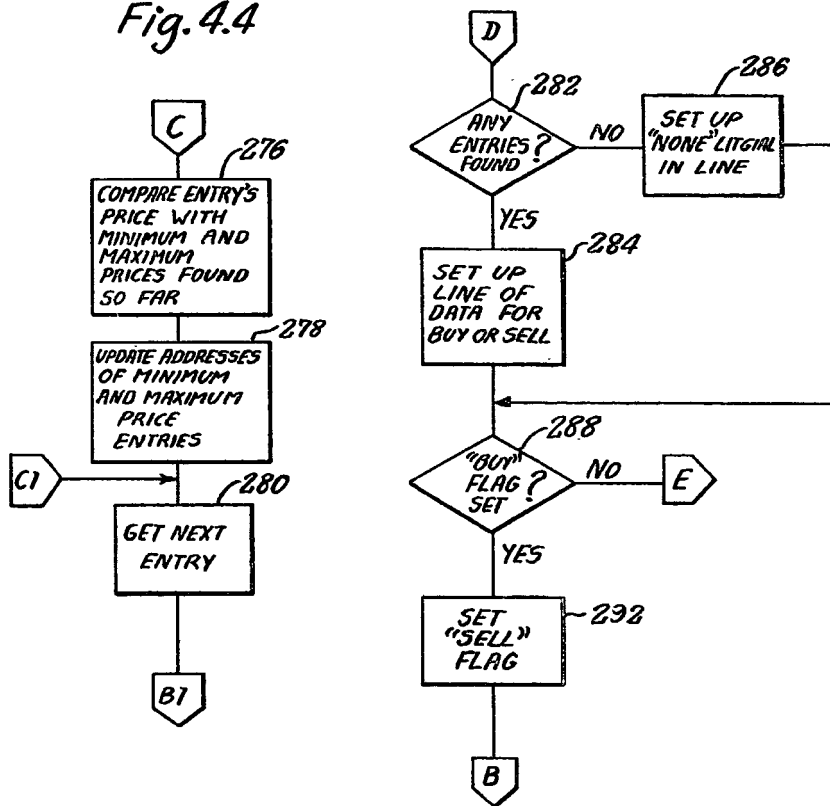 Fig. 4.4
C
276
COMPARE ENTRY'S
PRICE WITH
MINIMUM AND
MAXIMUM
PRICES FOUND
SO FAR
278
UPDATE ADDRESSES
OF MINIMUM
AND MAXIMUM
PRICE
ENTRIES
C1
280
GET NEXT
ENTRY
B1
D
282
ANY
ENTRIES
FOUND?
NO
286
SET UP
"NONE" LITGIAL
IN LINE
YES
284
SET UP
LINE OF
DATA FOR
BUY OR SELL
288
"BUY"
FLAG
SET?
NO
E
YES
292
SET
"SELL"
FLAG
B